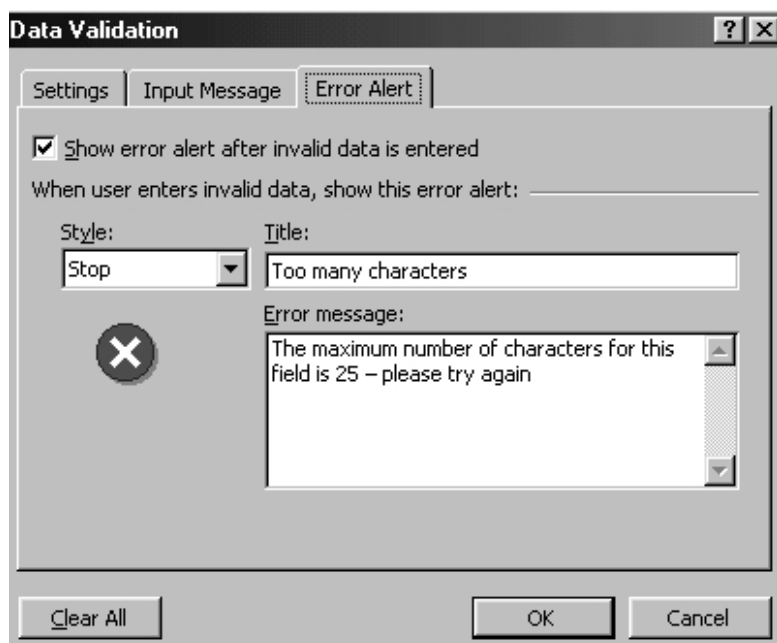 Data Validation
Settings
Input Message
Error Alert
Show error alert after invalid data is entered
When user enters invalid data, show this error alert:
Style:
Title:
Stop
Too many characters
Error message:
The maximum number of characters for this
field is 25 – please try again
Clear All
OK
Cancel